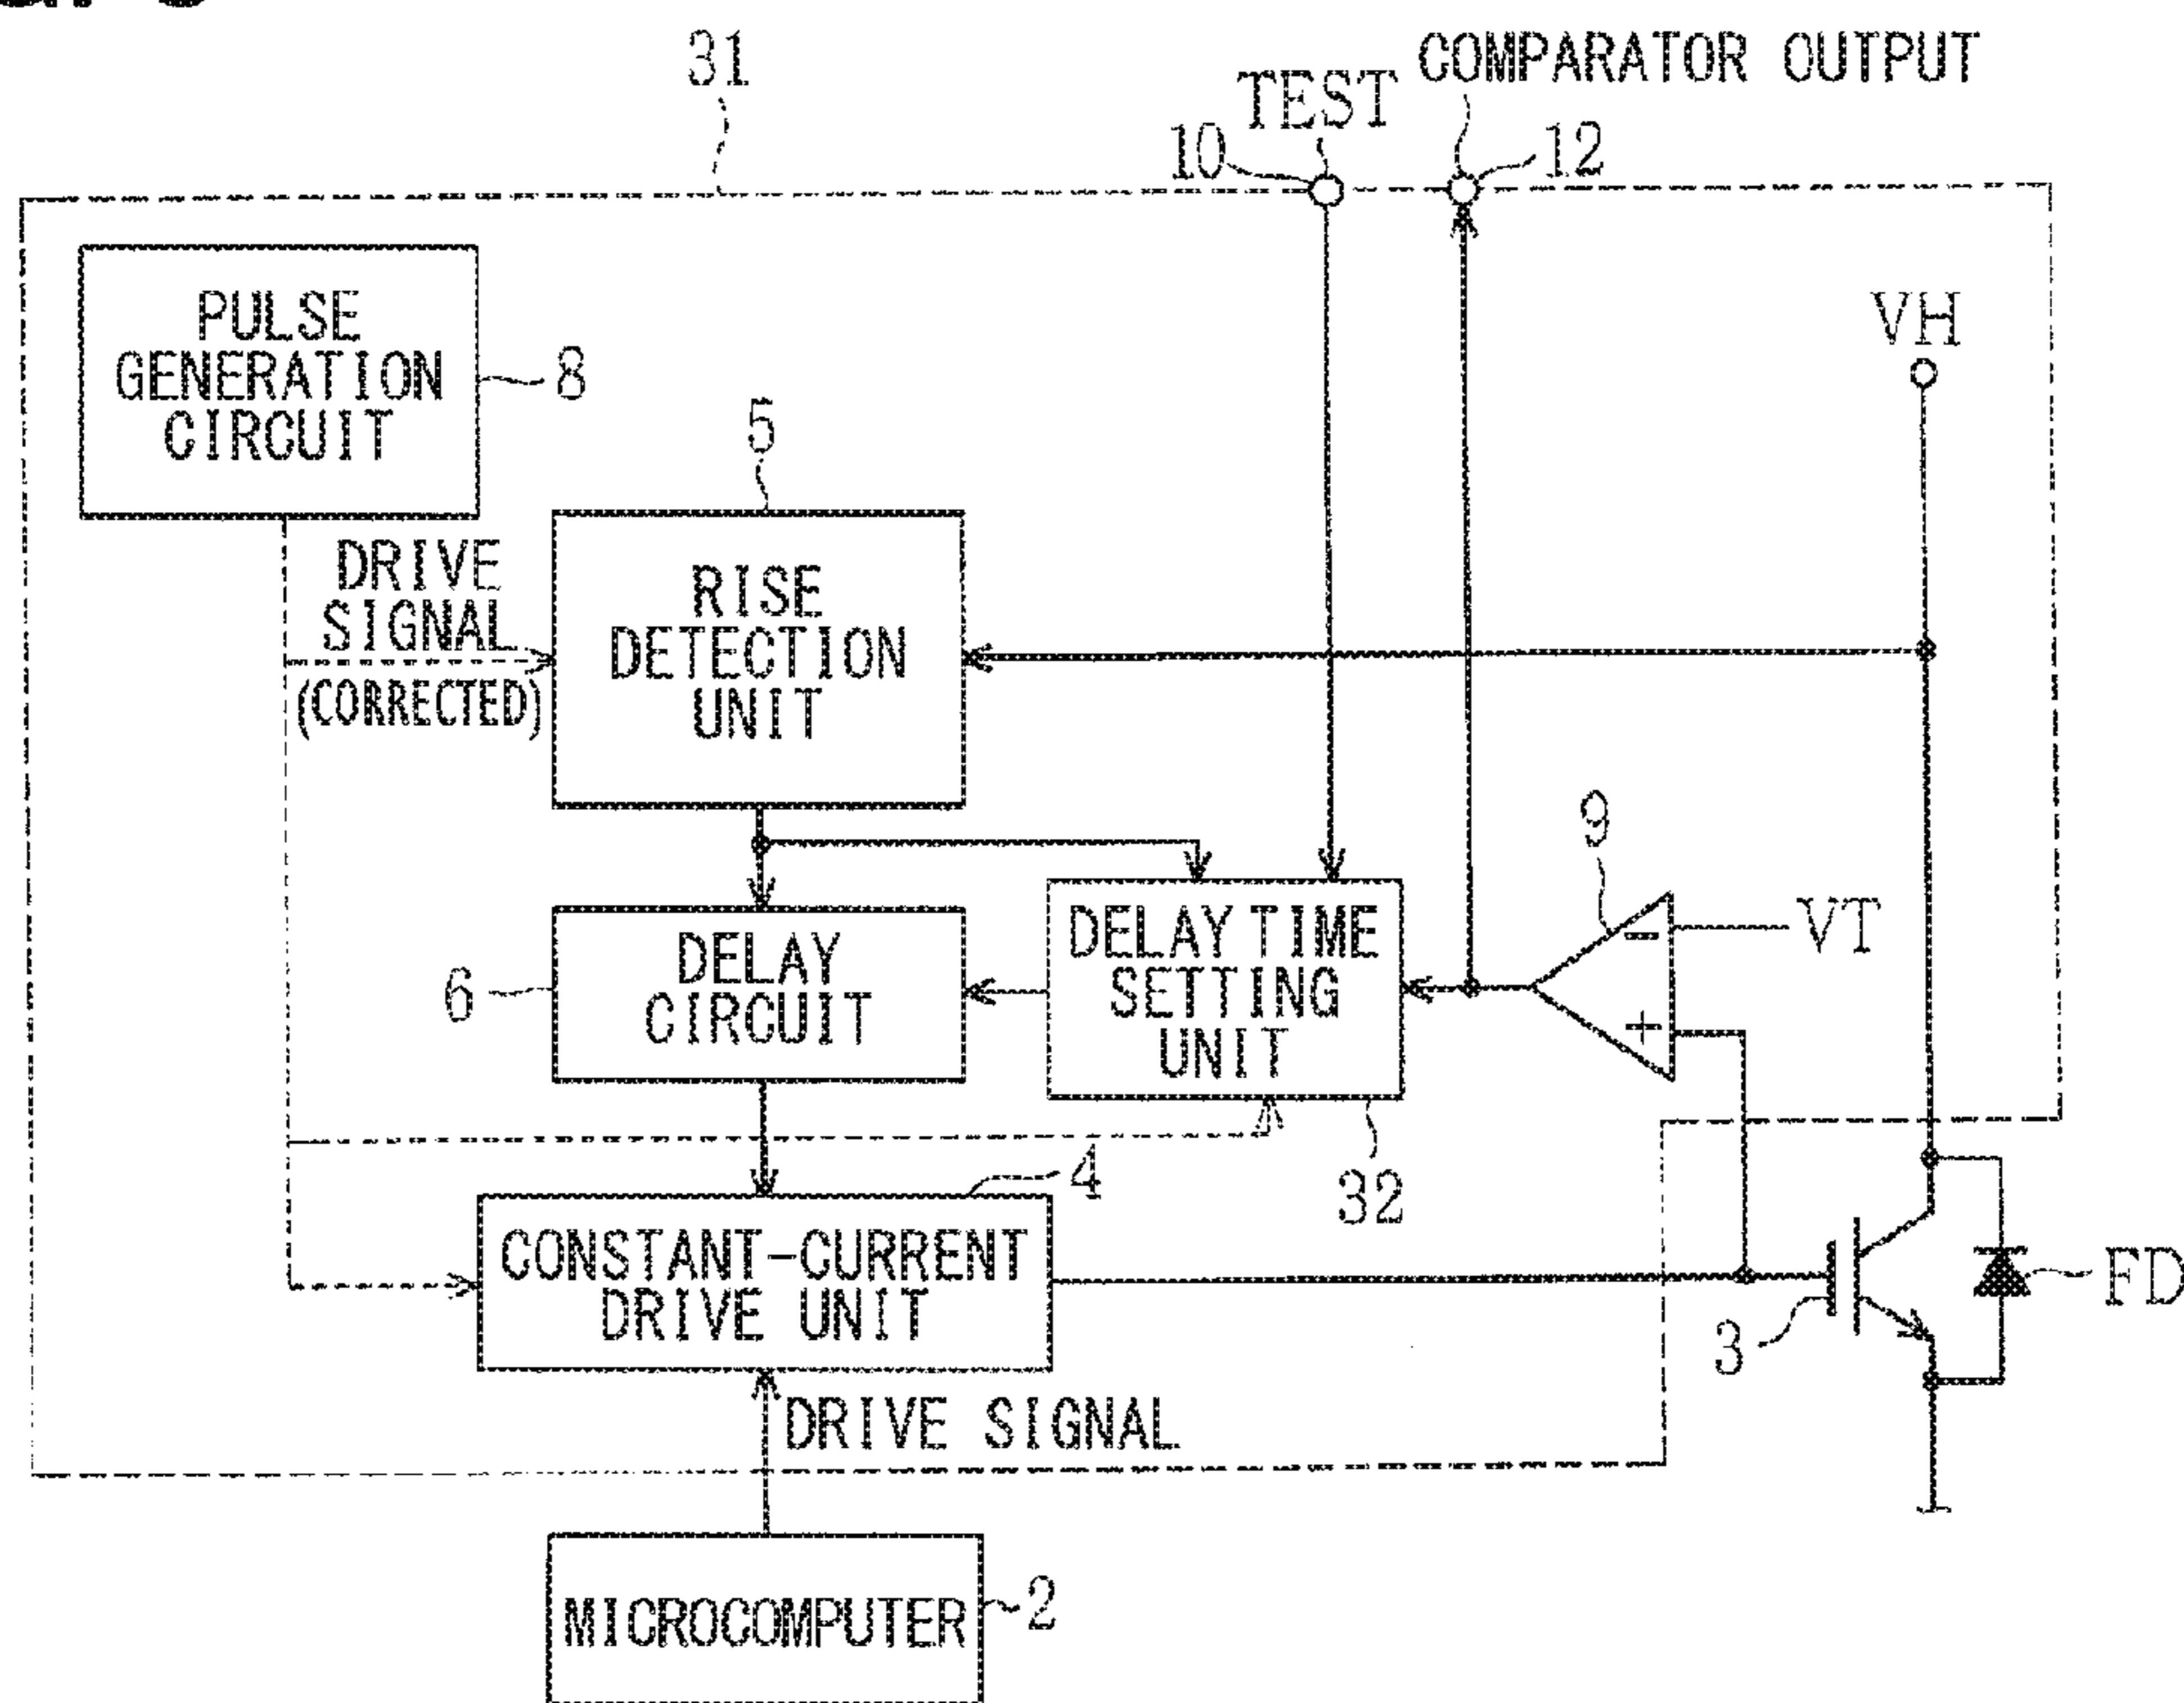 31
COMPARATOR OUTPUT
TEST
10
12
PULSE
GENERATION
CIRCUIT
8
VH
5
DRIVE
SIGNAL
(CORRECTED)
RISE
DETECTION
UNIT
9
VT
-
+
DELAY TIME
SETTING
UNIT
DELAY
CIRCUIT
6
4
32
CONSTANT-CURRENT
DRIVE UNIT
3
FD
DRIVE SIGNAL
MICROCOMPUTER
2